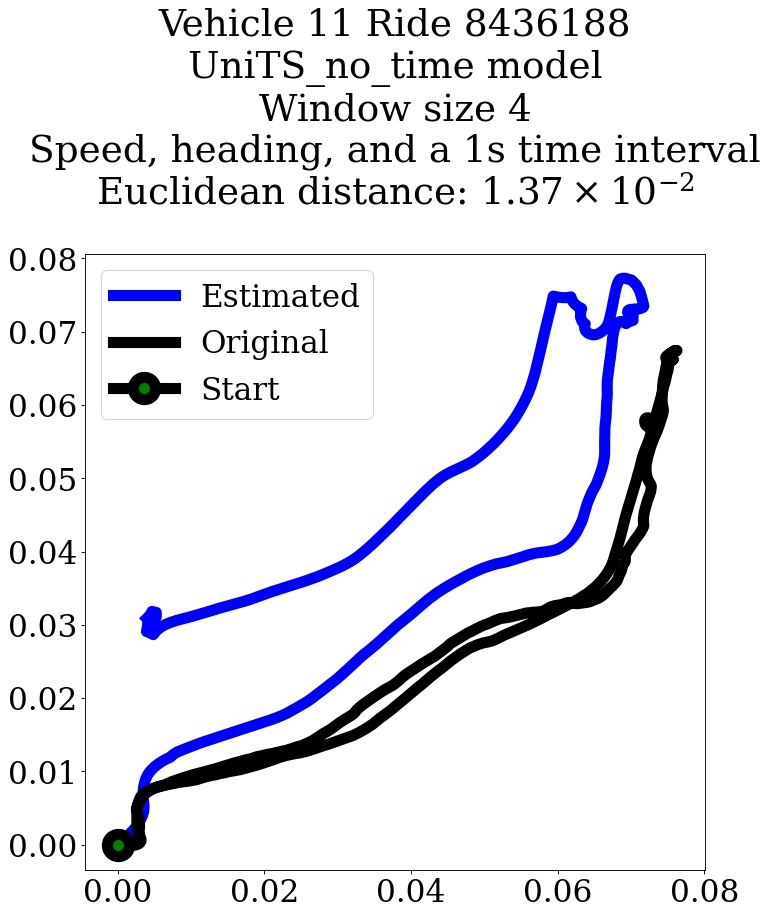 Vehicle 11 Ride 8436188
UniTS_no_time model
Window size 4
Speed, heading, and a 1s time interval
Euclidean distance: 1.37 × 10⁻²
0.08
Estimated
0.07
Original
0.06
Start
0.05
0.04
0.03
0.02
0.01
0.00
0.00 0.02 0.04 0.06 0.08